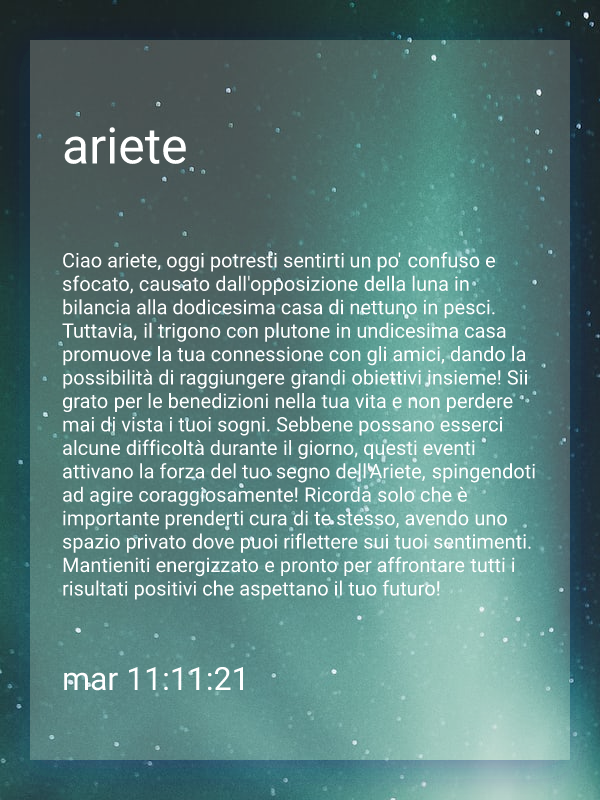 ariete
Ciao ariete, oggi potresti sentirti un po' confuso e
sfocato, causato dall'opposizione della luna in
bilancia alla dodicesima casa di nettuno in pesci.
Tuttavia, il trigono con plutone in undicesima casa
promuove la tua connessione con gli amici, dando la
possibilità di raggiungere grandi obiettivi insieme! Sii
grato per le benedizioni nella tua vita e non perdere
mai di vista i tuoi sogni. Sebbene possano esserci
alcune difficoltà durante il giorno, questi eventi
attivano la forza del tuo segno dell'Ariete, spingendoti
ad agire coraggiosamente! Ricorda solo che è
importante prenderti cura di te stesso, avendo uno
spazio privato dove puoi riflettere sui tuoi sentimenti.
Mantieniti energizzato e pronto per affrontare tutti i
risultati positivi che aspettano il tuo futuro!
mar 11:11:21